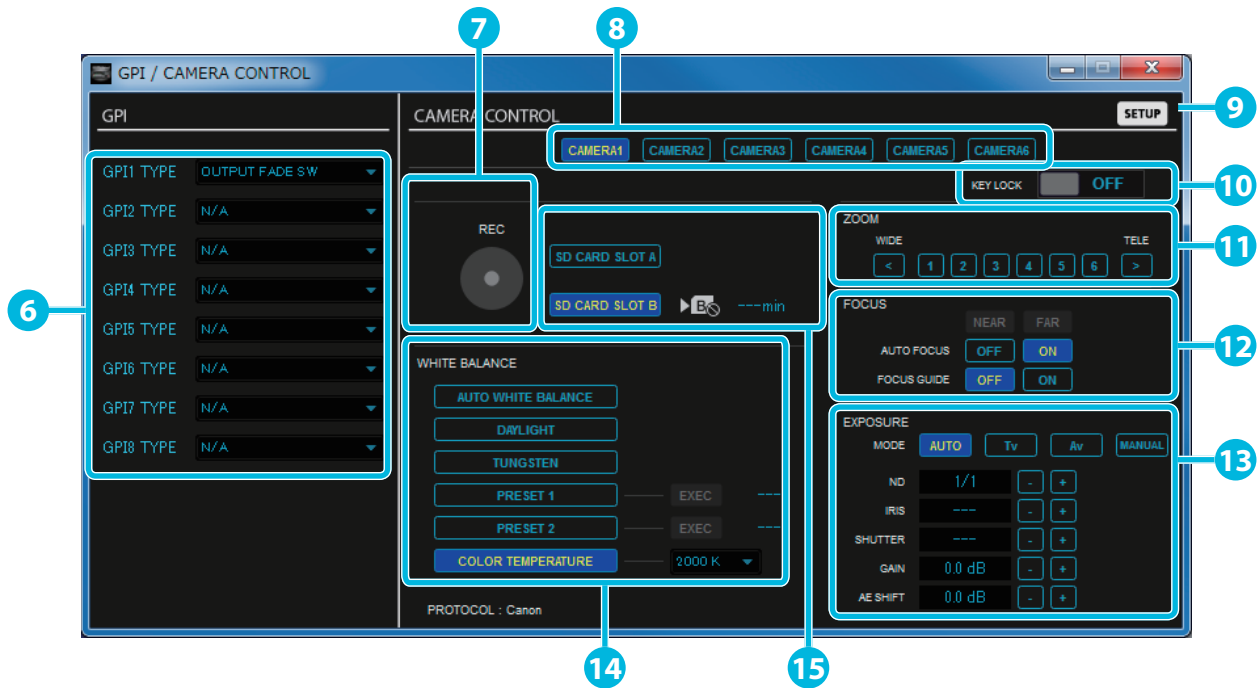 7 8
GPI / CAMERA CONTROL
GPI
GPI1 TYPE OUTPUT FADE SW
GPI2 TYPE N/A
GPI3 TYPE N/A
GPI4 TYPE N/A
GPI5 TYPE N/A
GPI6 TYPE N/A
GPI7 TYPE N/A
GPI8 TYPE N/A
6
CAMERA CONTROL
SETUP
9
CAMERA1 CAMERA2 CAMERA3 CAMERA4 CAMERA5 CAMERA6
KEY LOCK OFF
10
REC
SD CARD SLOT A
SD CARD SLOT B B ---min
ZOOM
WIDE TELE
< 1 2 3 4 5 6 >
11
FOCUS
NEAR FAR
AUTO FOCUS OFF ON
FOCUS GUIDE OFF ON
12
WHITE BALANCE
AUTO WHITE BALANCE
DAYLIGHT
TUNGSTEN
PRESET 1 EXEC ---
PRESET 2 EXEC ---
COLOR TEMPERATURE 2000 K
EXPOSURE
MODE AUTO Tv Av MANUAL
ND 1/1 - +
IRIS --- - +
SHUTTER --- - +
GAIN 0.0 dB - +
AE SHIFT 0.0 dB - +
13
PROTOCOL : Canon
14 15